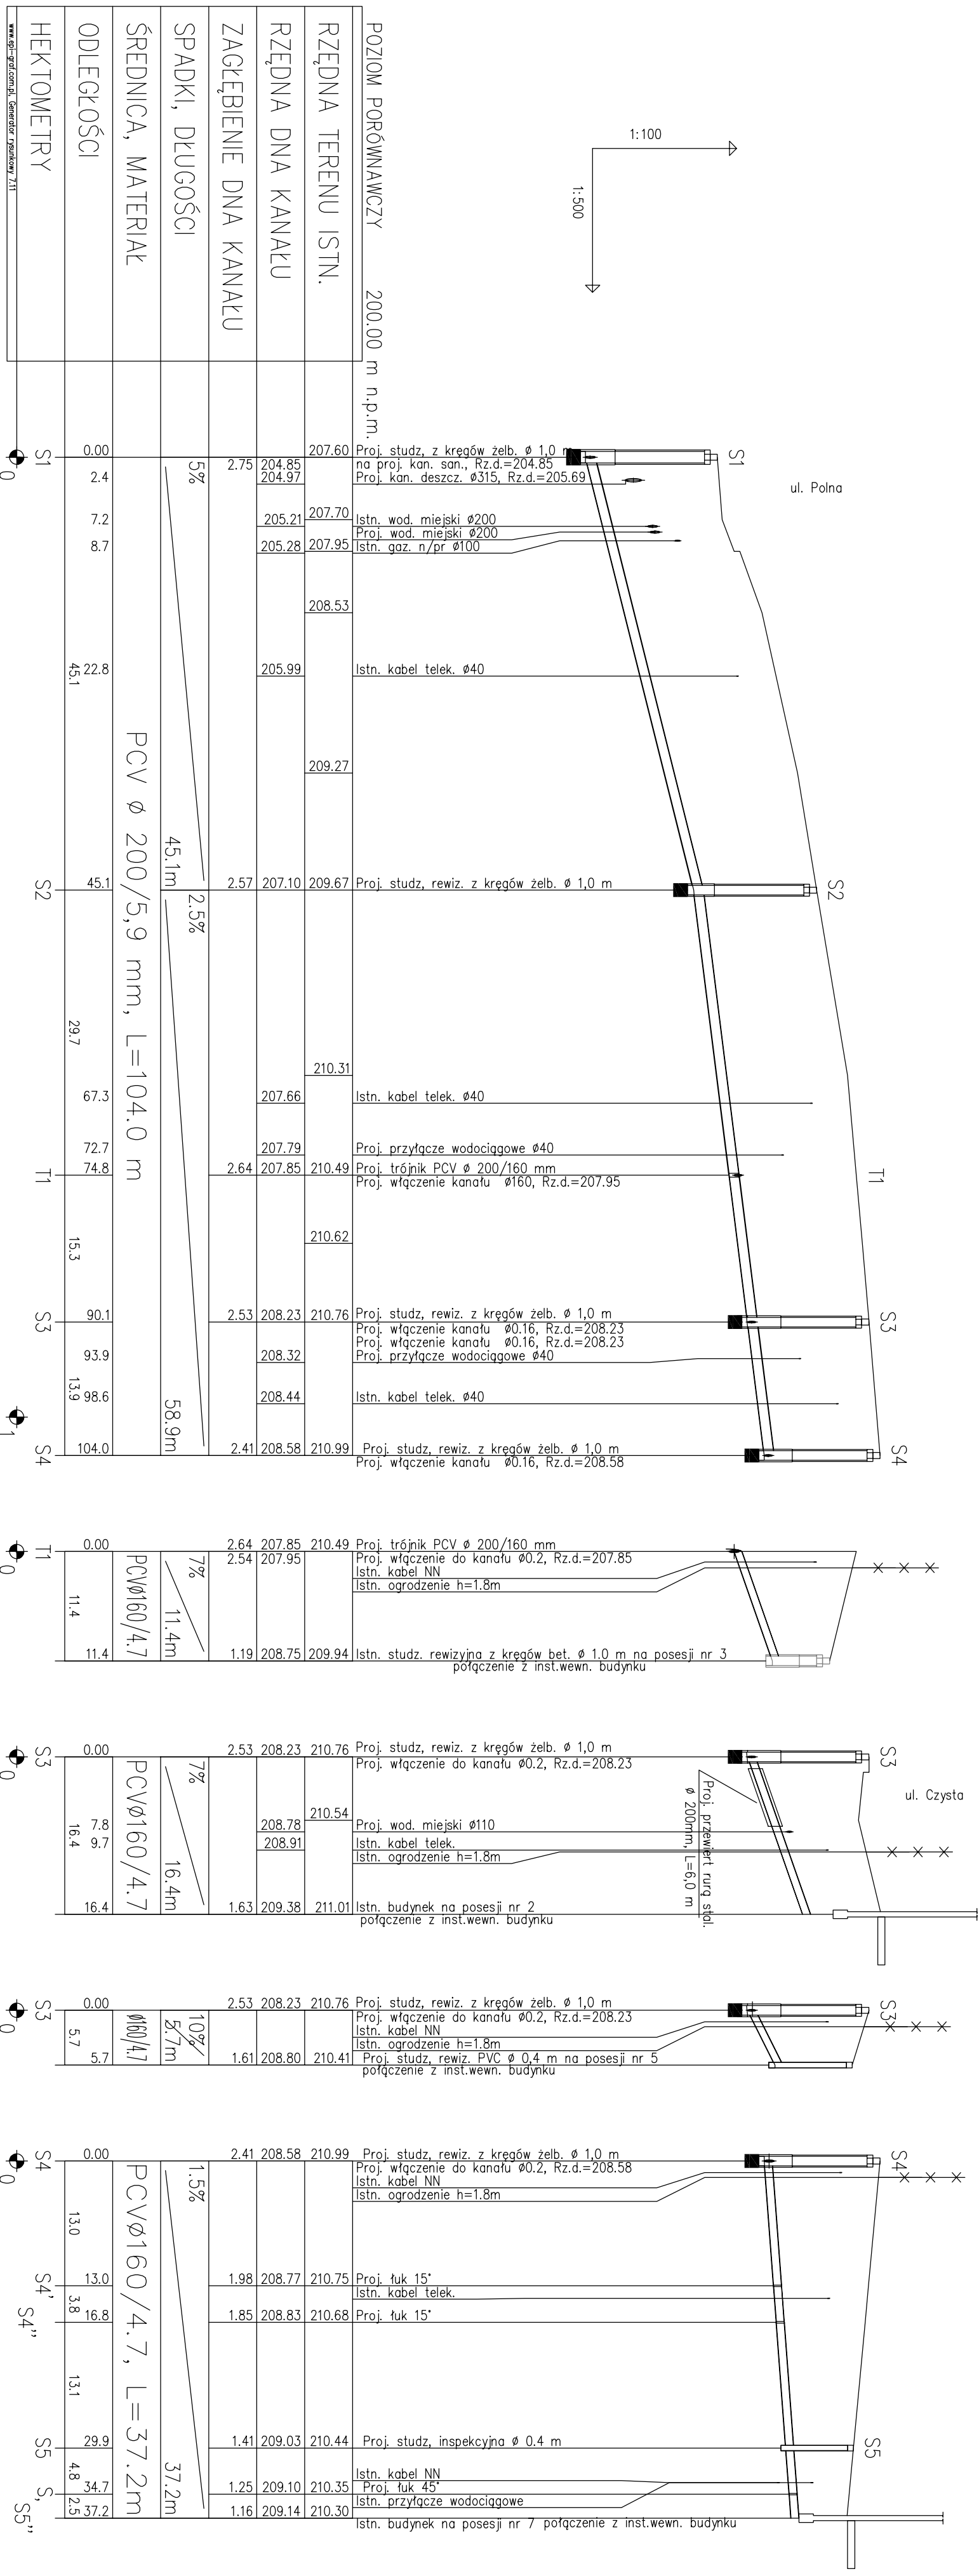 1:100
1:500
POZIOM PORÓWNAWCZY 200.00 m n.p.m.
RZĘDNA TERENU ISTN.
RZĘDNA DNA KANAŁU
ZAGŁĘBIENIE DNA KANAŁU
SPADKI, DŁUGOŚCI
ŚREDNICA, MATERIAŁ
ODLEGŁOŚCI
HEKTOMETRY
www.epi-graf.com.pl, Generator rysunkowy 7.11
ul. Polna
S1
S2
T1
S3
S4
207.60 Proj. studz, z kręgów żelb. ø 1,0 m
2.75 204.85 na proj. kan. san., Rz.d.=204.85
204.97 Proj. kan. deszcz. ø315, Rz.d.=205.69
207.70
205.21 Istn. wod. miejski ø200
Proj. wod. miejski ø200
205.28 207.95 Istn. gaz. n/pr ø100
208.53
205.99 Istn. kabel telek. ø40
209.27
2.57 207.10 209.67 Proj. studz, rewiz. z kręgów żelb. ø 1,0 m
210.31
207.66 Istn. kabel telek. ø40
207.79 Proj. przyłącze wodociągowe ø40
2.64 207.85 210.49 Proj. trójnik PCV ø 200/160 mm
Proj. włączenie kanału ø160, Rz.d.=207.95
210.62
2.53 208.23 210.76 Proj. studz, rewiz. z kręgów żelb. ø 1,0 m
Proj. włączenie kanału ø0.16, Rz.d.=208.23
Proj. włączenie kanału ø0.16, Rz.d.=208.23
208.32 Proj. przyłącze wodociągowe ø40
208.44 Istn. kabel telek. ø40
2.41 208.58 210.99 Proj. studz, rewiz. z kręgów żelb. ø 1,0 m
Proj. włączenie kanału ø0.16, Rz.d.=208.58
5% 45.1m
2.5% 58.9m
PCV ø 200/5,9 mm, L=104.0 m
0.00
2.4
7.2
8.7
22.8
45.1
67.3
72.7
74.8
90.1
93.9
98.6
104.0
45.1
29.7
15.3
13.9
S1
S2
T1
S3
S4
0
1
2.64 207.85 210.49 Proj. trójnik PCV ø 200/160 mm
2.54 207.95 Proj. włączenie do kanału ø0.2, Rz.d.=207.85
Istn. kabel NN
Istn. ogrodzenie h=1.8m
1.19 208.75 209.94 Istn. studz. rewizyjna z kręgów bet. ø 1.0 m na posesji nr 3
połączenie z inst.wewn. budynku
7% 11.4m
PCVø160/4.7
0.00
11.4
11.4
T1
0
ul. Czysta
S3
2.53 208.23 210.76 Proj. studz, rewiz. z kręgów żelb. ø 1,0 m
Proj. włączenie do kanału ø0.2, Rz.d.=208.23
Proj. przewiert rurą stal.
ø 200mm, L=6,0 m
210.54
208.78 Proj. wod. miejski ø110
208.91 Istn. kabel telek.
Istn. ogrodzenie h=1.8m
1.63 209.38 211.01 Istn. budynek na posesji nr 2
połączenie z inst.wewn. budynku
7% 16.4m
PCVø160/4.7
0.00
7.8
9.7
16.4
16.4
S3
0
S3
2.53 208.23 210.76 Proj. studz, rewiz. z kręgów żelb. ø 1,0 m
Proj. włączenie do kanału ø0.2, Rz.d.=208.23
Istn. kabel NN
Istn. ogrodzenie h=1.8m
1.61 208.80 210.41 Proj. studz, rewiz. PVC ø 0,4 m na posesji nr 5
połączenie z inst.wewn. budynku
10%
5.7m
ø160/4.7
0.00
5.7
5.7
S3
0
S4
S5
2.41 208.58 210.99 Proj. studz, rewiz. z kręgów żelb. ø 1,0 m
Proj. włączenie do kanału ø0.2, Rz.d.=208.58
Istn. kabel NN
Istn. ogrodzenie h=1.8m
1.98 208.77 210.75 Proj. łuk 15°
Istn. kabel telek.
1.85 208.83 210.68 Proj. łuk 15°
1.41 209.03 210.44 Proj. studz, inspekcyjna ø 0.4 m
Istn. kabel NN
1.25 209.10 210.35 Proj. łuk 45°
Istn. przyłącze wodociągowe
1.16 209.14 210.30
Istn. budynek na posesji nr 7 połączenie z inst.wewn. budynku
1.5% 37.2m
PCVø160/4.7, L=37.2m
0.00
13.0
16.8
29.9
34.7
37.2
13.0
3.8
13.1
4.8
2.5
S4
S4'
S4''
S5
S,
S5''
0